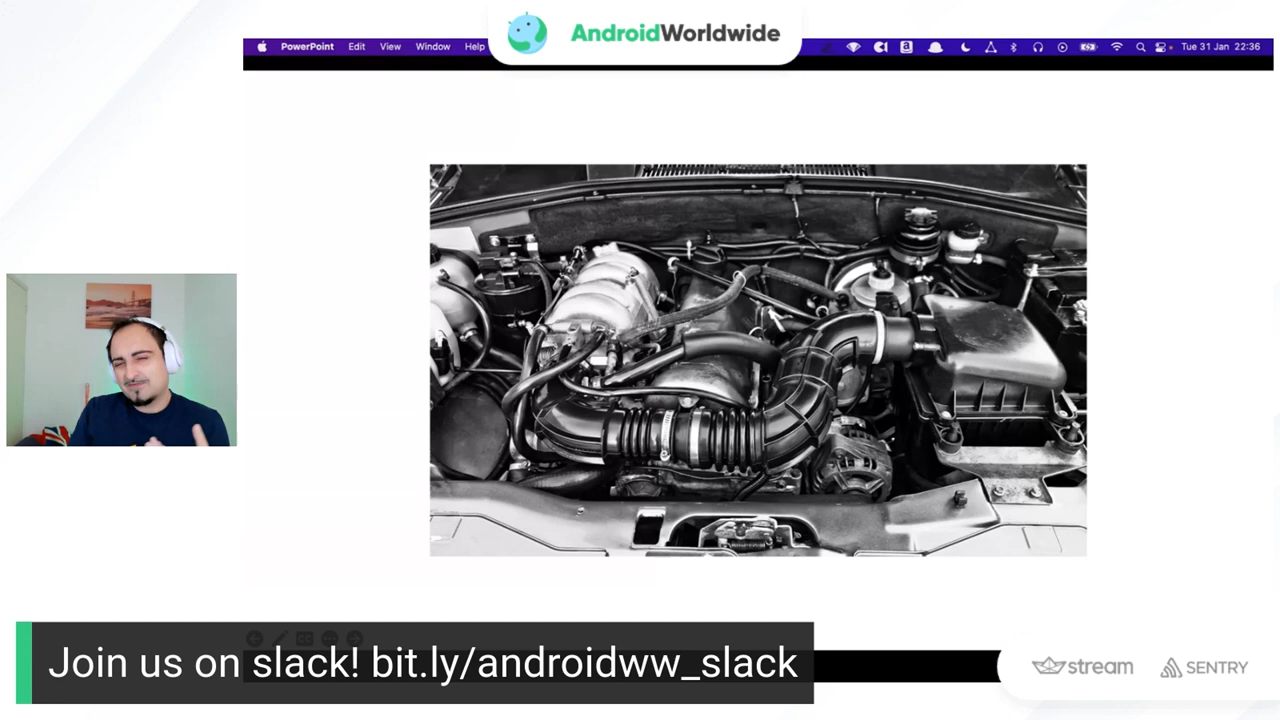 AndroidWorldwide
PowerPoint Edit View Window Help
Tue 31 Jan 22:36
Join us on slack! bit.ly/androidww_slack
stream
SENTRY